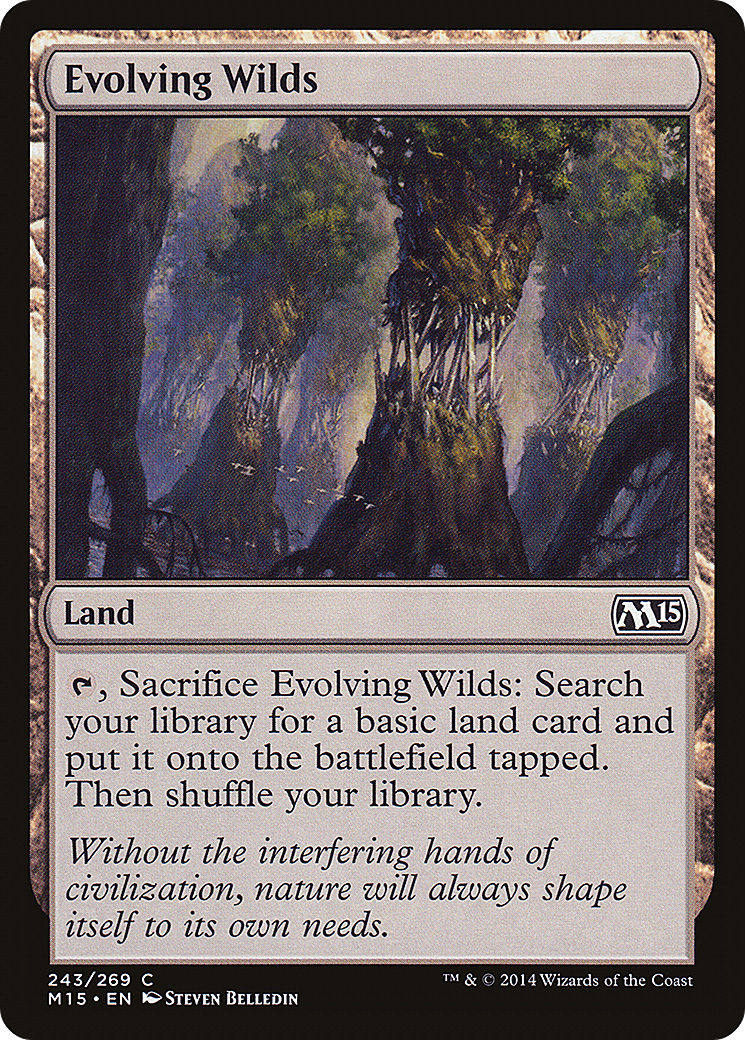 Evolving Wilds
Land
M15
, Sacrifice Evolving Wilds: Search
your library for a basic land card and
put it onto the battlefield tapped.
Then shuffle your library.
Without the interfering hands of
civilization, nature will always shape
itself to its own needs.
243/269 C
™ & © 2014 Wizards of the Coast
M15 • EN Steven Belledin